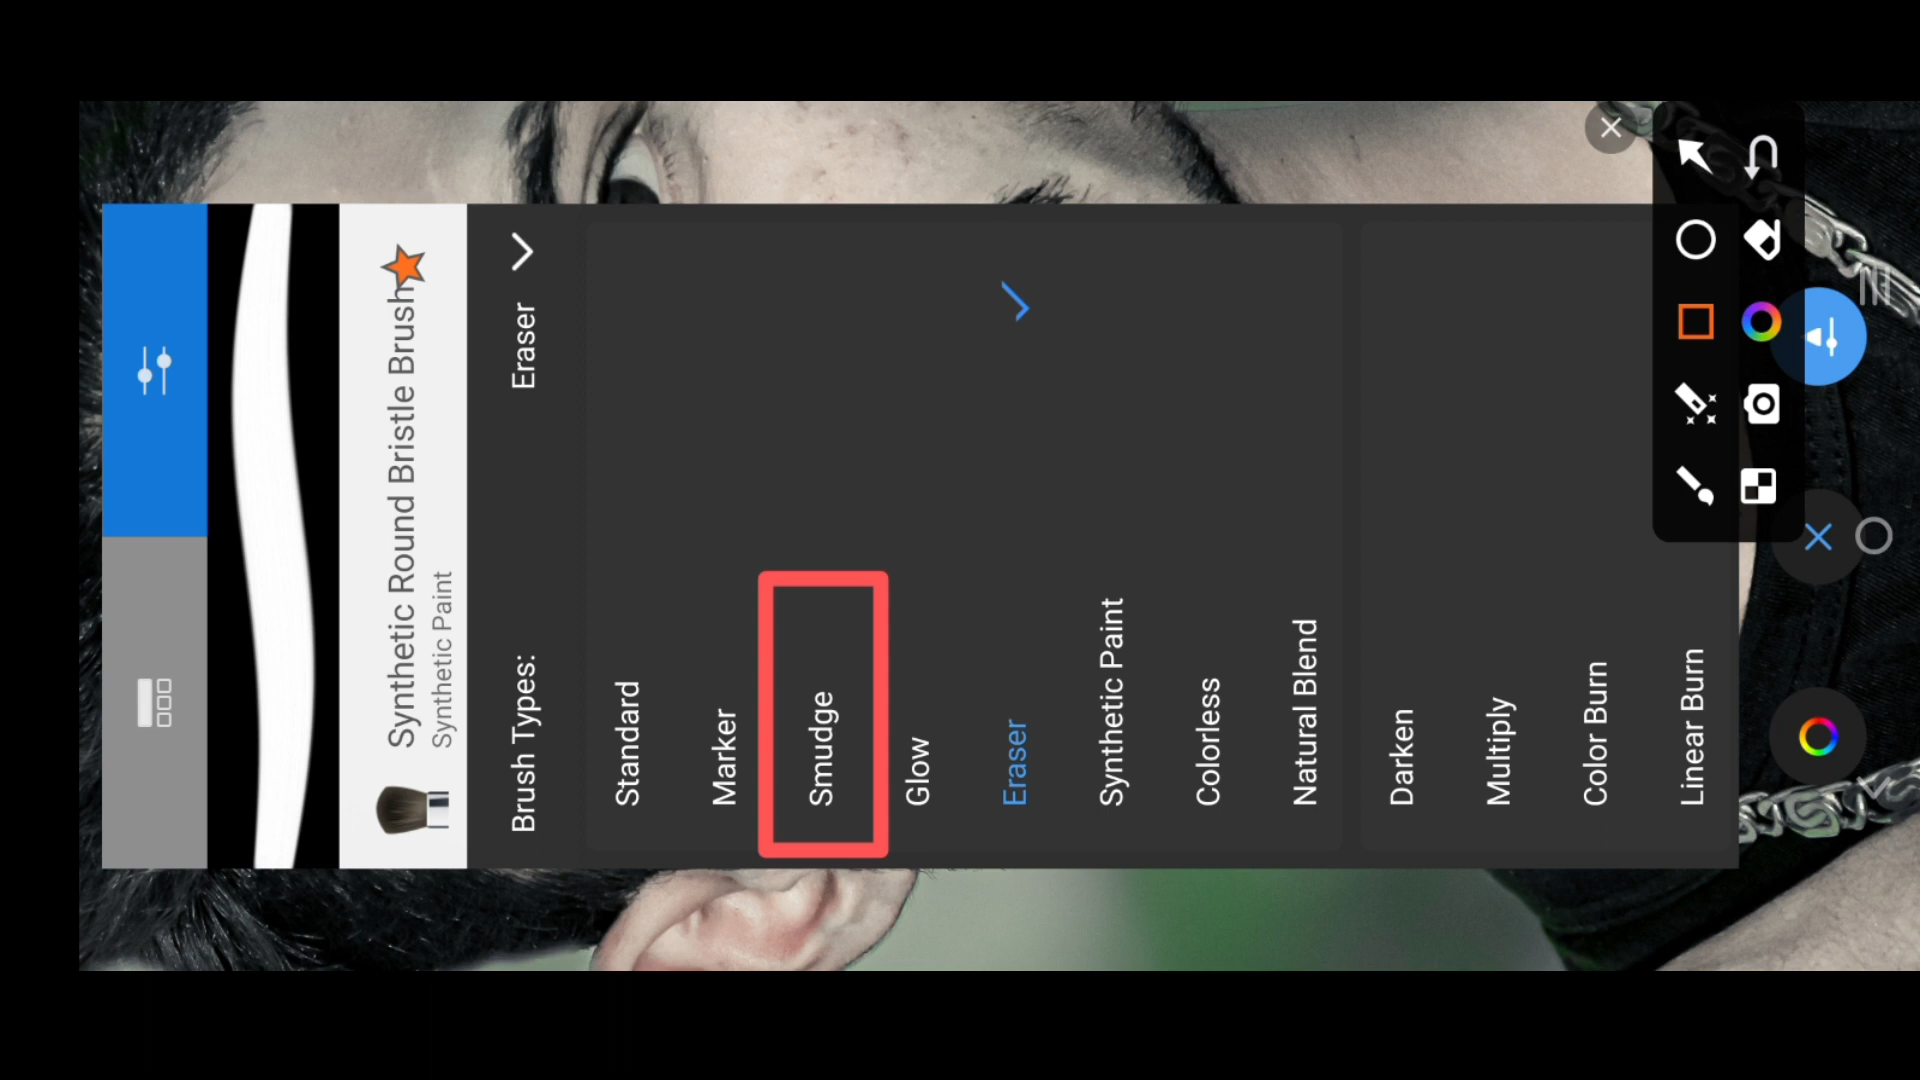 Synthetic Round Bristle Brush
Synthetic Paint
Brush Types: Eraser
Standard
Marker
Smudge
Glow
Eraser
Synthetic Paint
Colorless
Natural Blend
Darken
Multiply
Color Burn
Linear Burn